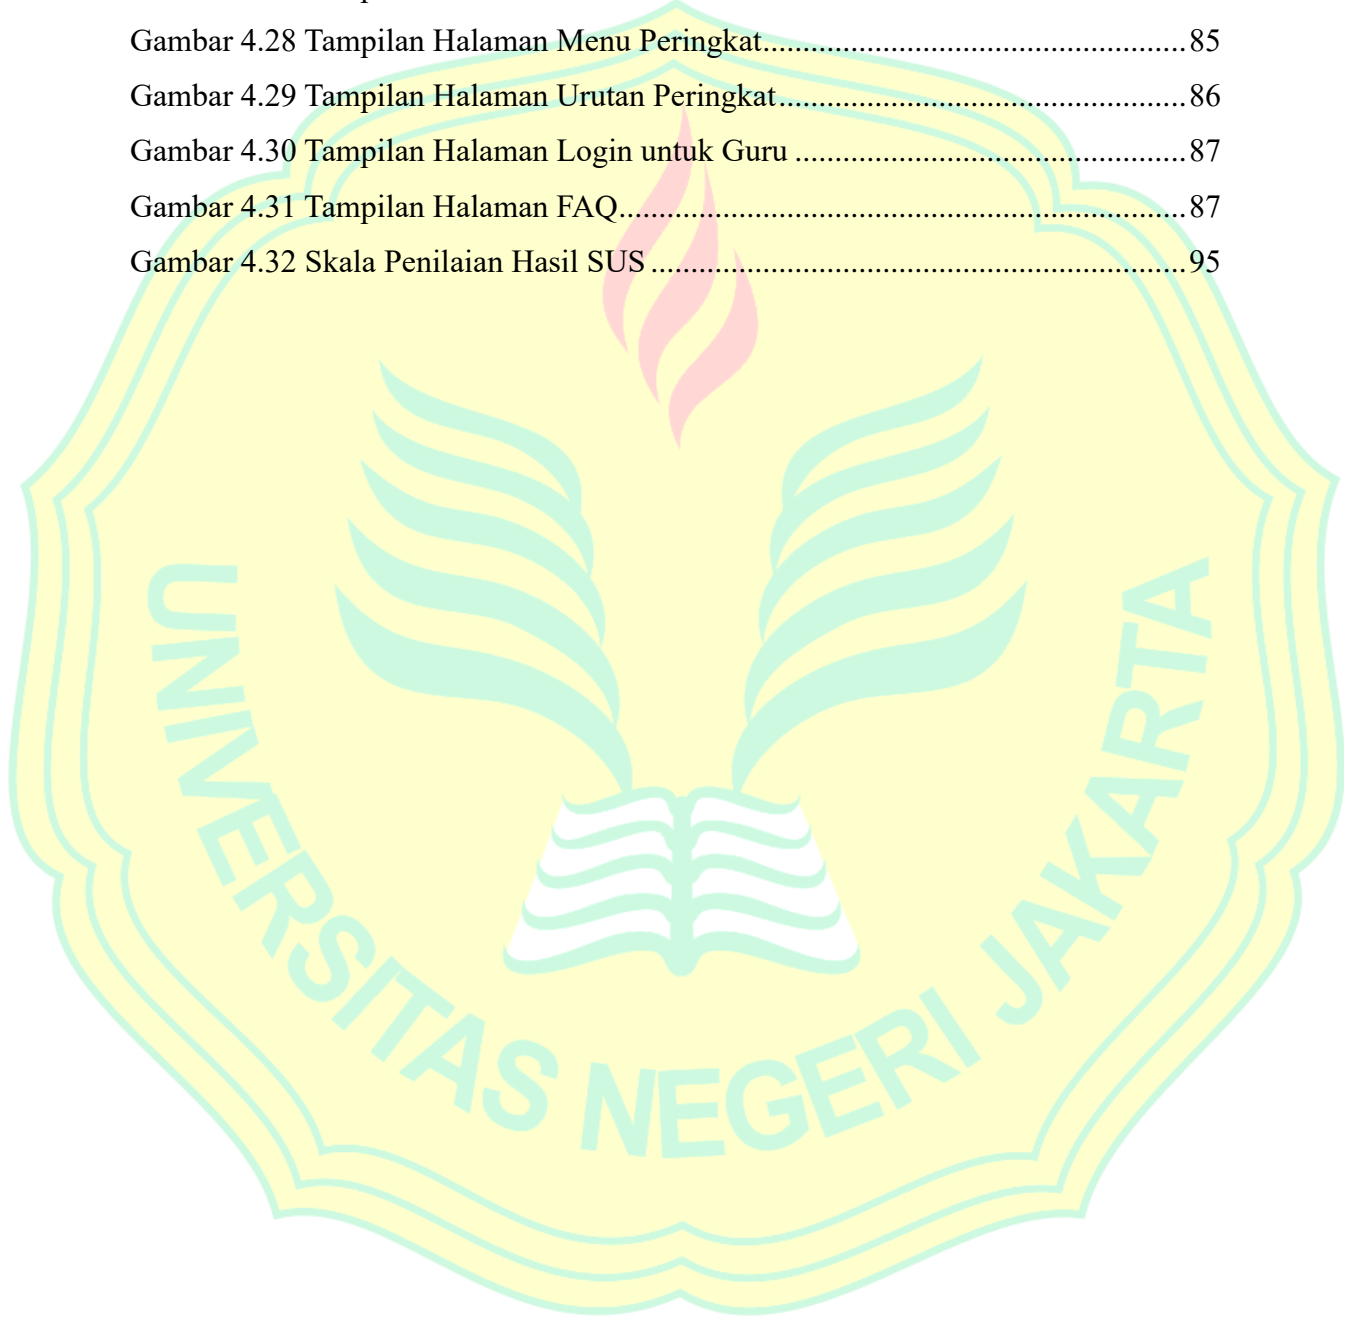 Gambar 4.28 Tampilan Halaman Menu Peringkat.....................................................85
Gambar 4.29 Tampilan Halaman Urutan Peringkat...................................................86
Gambar 4.30 Tampilan Halaman Login untuk Guru .................................................87
Gambar 4.31 Tampilan Halaman FAQ.......................................................................87
Gambar 4.32 Skala Penilaian Hasil SUS ...................................................................95
UNIVERSITAS NEGERI JAKARTA